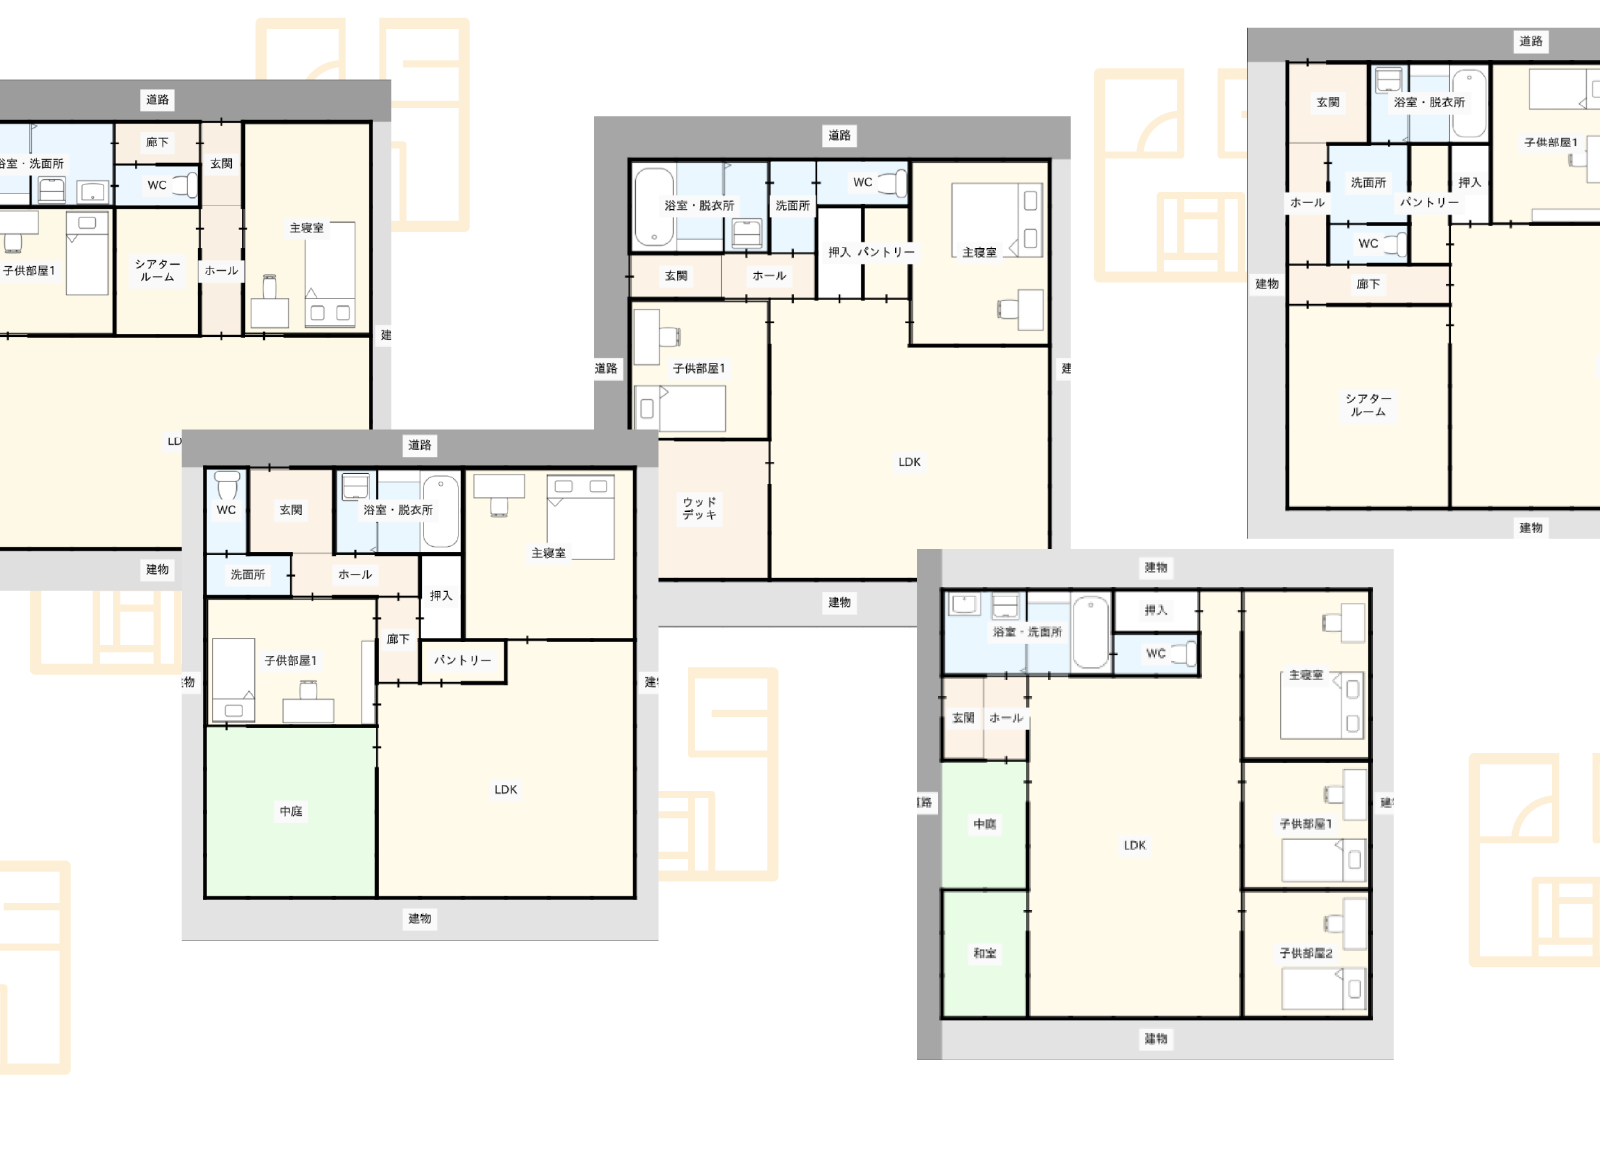 道路
廊下
玄関
浴室・洗面所
WC
主寝室
シアター
ルーム
ホール
子供部屋1
建
LD
建物
道路
WC
浴室・脱衣所
洗面所
押入
パントリー
主寝室
玄関
ホール
道路
子供部屋1
建
LDK
ウッド
デッキ
建物
道路
玄関
浴室・脱衣所
子供部屋1
洗面所
押入
ホール
パントリー
WC
建物
廊下
シアター
ルーム
建物
道路
WC
玄関
浴室・脱衣所
主寝室
洗面所
ホール
押入
廊下
子供部屋1
パントリー
建物
建物
LDK
中庭
建物
建物
押入
浴室・洗面所
WC
主寝室
玄関
ホール
道路
建物
中庭
子供部屋1
LDK
和室
子供部屋2
建物